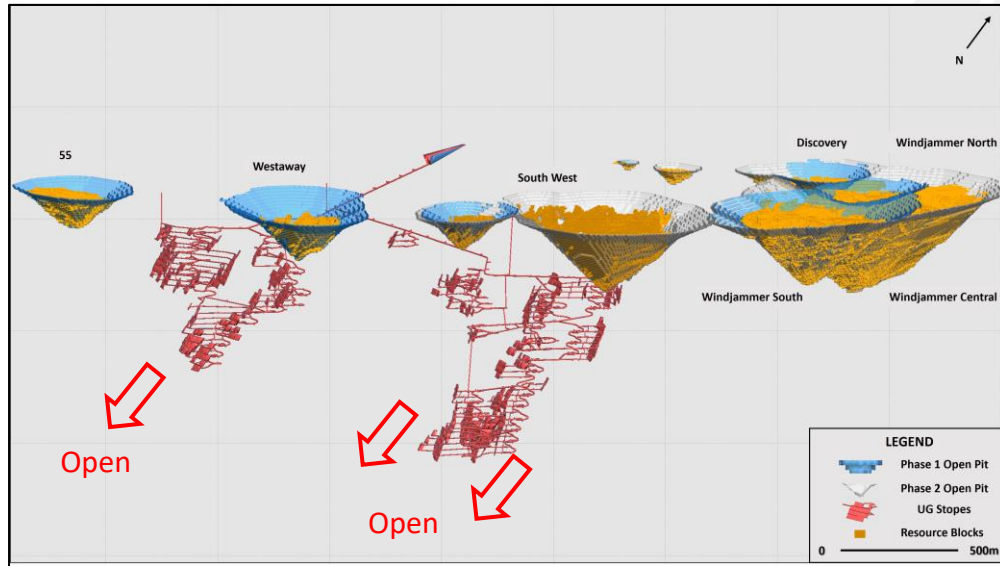 N
55
Westaway
South West
Discovery
Windjammer North
Windjammer South
Windjammer Central
Open
Open
LEGEND
Phase 1 Open Pit
Phase 2 Open Pit
UG Stopes
Resource Blocks
0 500m